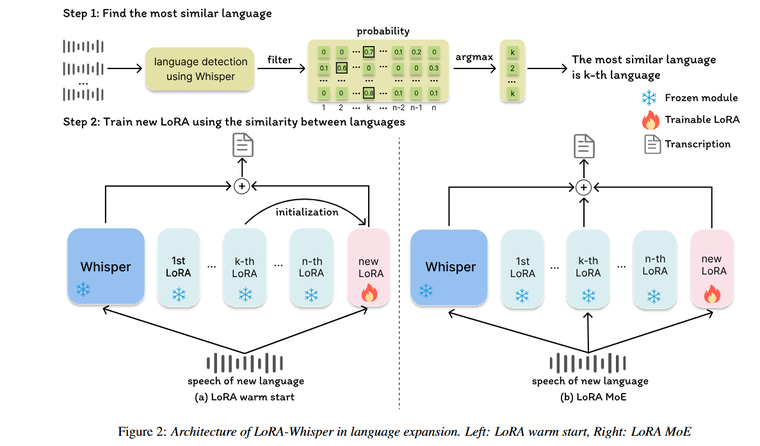 Step 1: Find the most similar language
probability
language detection
using Whisper
filter
0 0 ... 0.7 ... 0.1 0.2 0
0.1 0.6 ... 0 ... 0 0 0.3
... ... ... ... ...
0 0 ... 0.8 ... 0 0.1 0.1
1 2 ... k ... n-2 n-1 n
argmax
k
2
...
k
The most similar language
is k-th language
...
Frozen module
Trainable LoRA
Transcription
Step 2: Train new LoRA using the similarity between languages
+
initialization
Whisper
1st
LoRA
...
k-th
LoRA
...
n-th
LoRA
new
LoRA
speech of new language
(a) LoRA warm start
+
Whisper
1st
LoRA
...
k-th
LoRA
...
n-th
LoRA
new
LoRA
speech of new language
(b) LoRA MoE
Figure 2: Architecture of LoRA-Whisper in language expansion. Left: LoRA warm start, Right: LoRA MoE